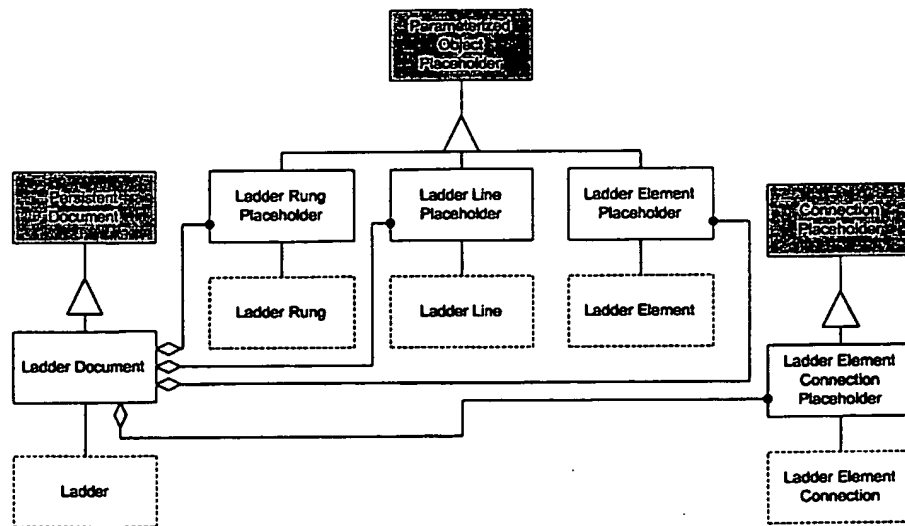 Parameterized
Object
Placeholder
Ladder Rung
Placeholder
Ladder Line
Placeholder
Ladder Element
Placeholder
Persistent
Document
Connection
Placeholder
Ladder Rung
Ladder Line
Ladder Element
Ladder Document
Ladder Element
Connection
Placeholder
Ladder
Ladder Element
Connection